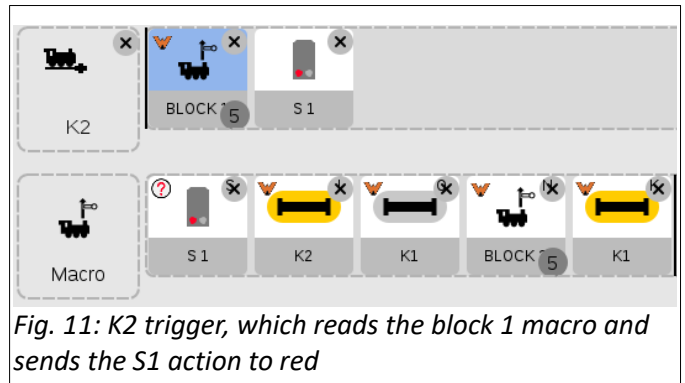 BLOCK 1 5
S 1
K2
?
S 1
K2
K1
BLOCK 5
K1
Macro
Fig. 11: K2 trigger, which reads the block 1 macro and
sends the S1 action to red